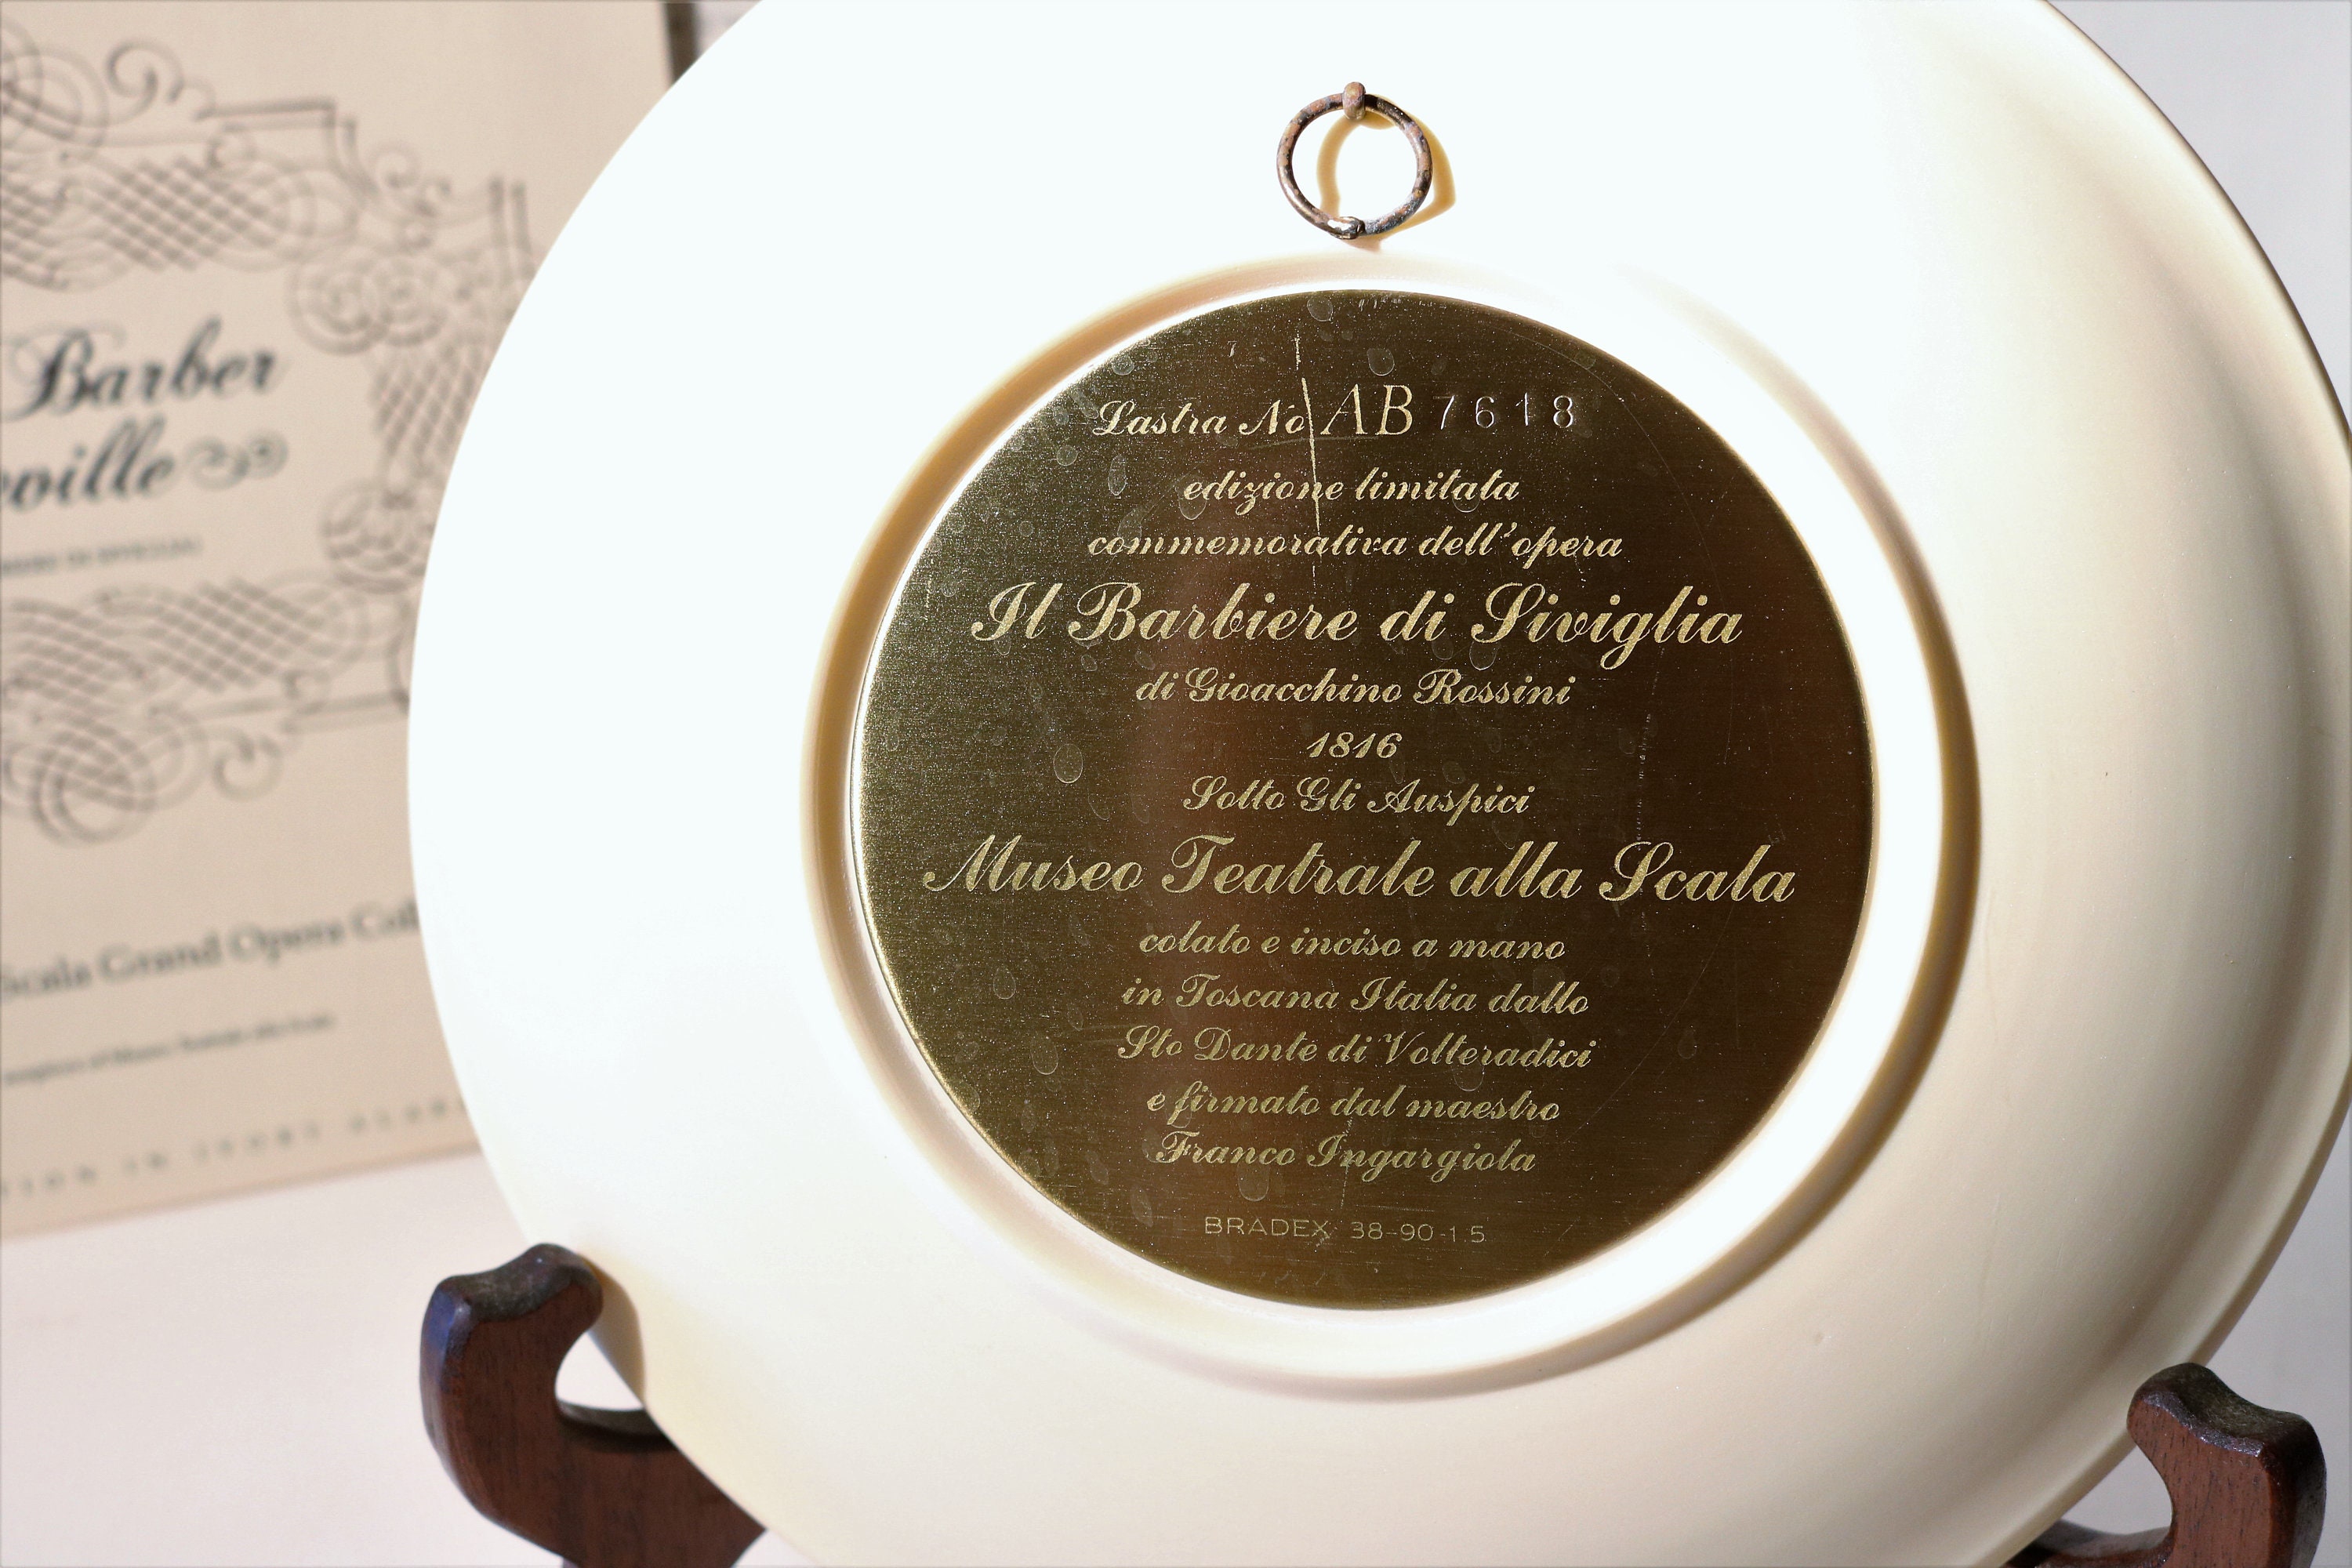 Barber
ville
Scala Grand Opera Col
Lastra No AB 7618
edizione limitata
commemorativa dell'opera
Il Barbiere di Siviglia
di Gioacchino Rossini
1816
Sotto Gli Auspici
Museo Teatrale alla Scala
colato e inciso a mano
in Toscana Italia dallo
Sto Dante di Volteradici
e firmato dal maestro
Franco Ingargiola
BRADEX 38-90-1.5